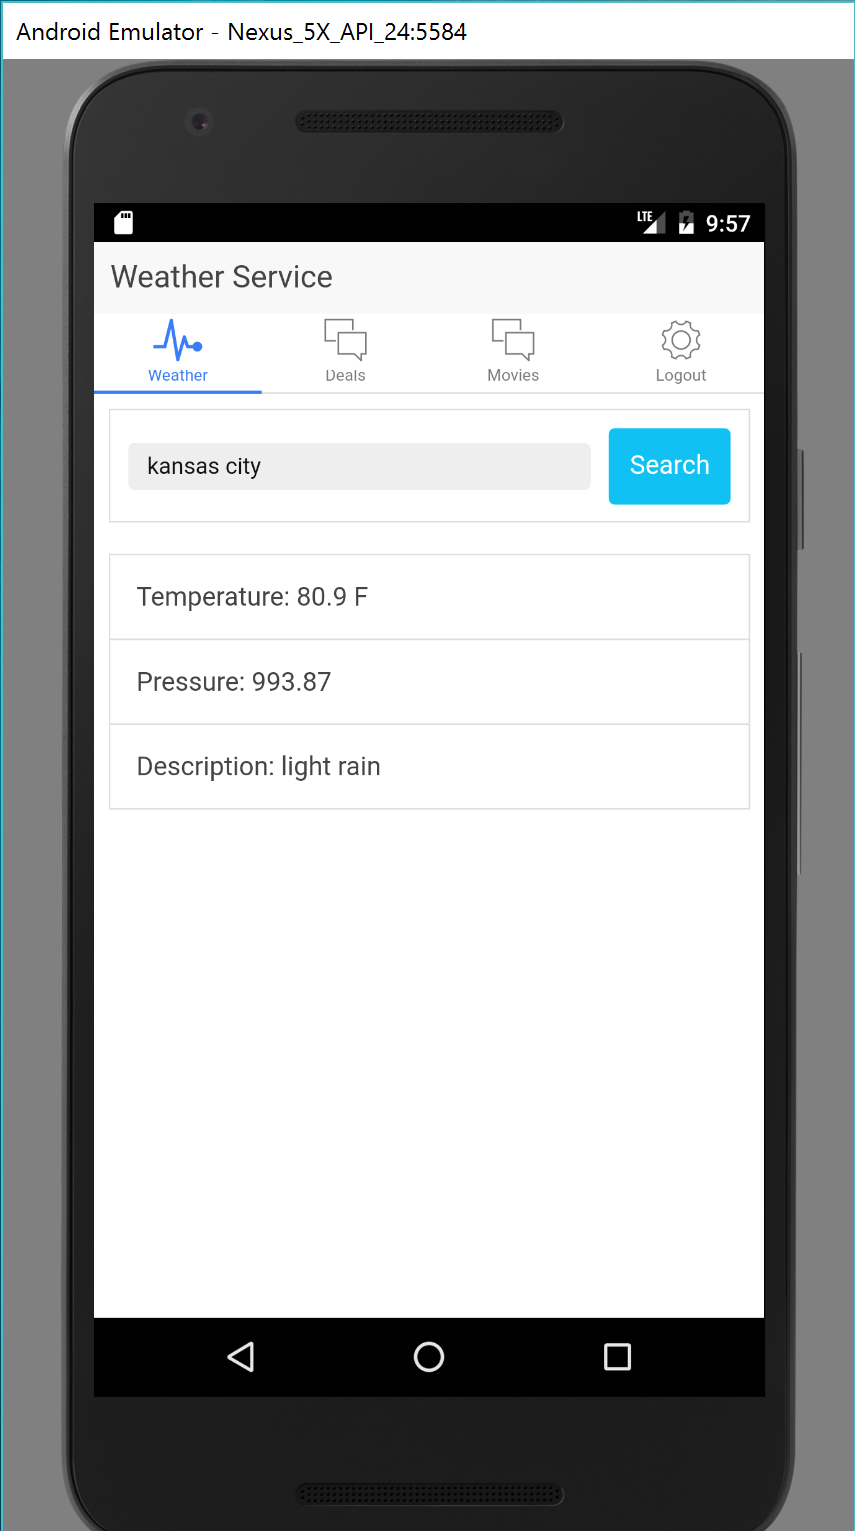 Android Emulator - Nexus_5X_API_24:5584
LTE 9:57
Weather Service
Weather Deals Movies Logout
kansas city Search
Temperature: 80.9 F
Pressure: 993.87
Description: light rain